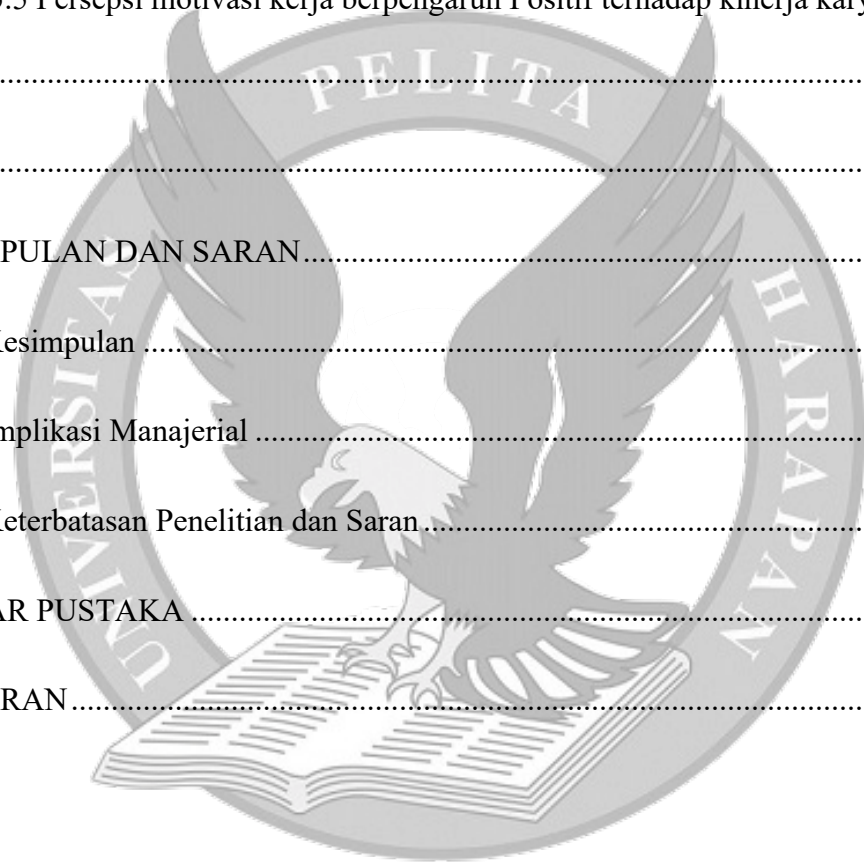 .5 Persepsi motivasi kerja berpengaruh Positif terhadap kinerja kary
PELITA
PULAN DAN SARAN
UNIVERSITAS
HARAPAN
Kesimpulan
mplikasi Manajerial
Keterbatasan Penelitian dan Saran
AR PUSTAKA
RAN